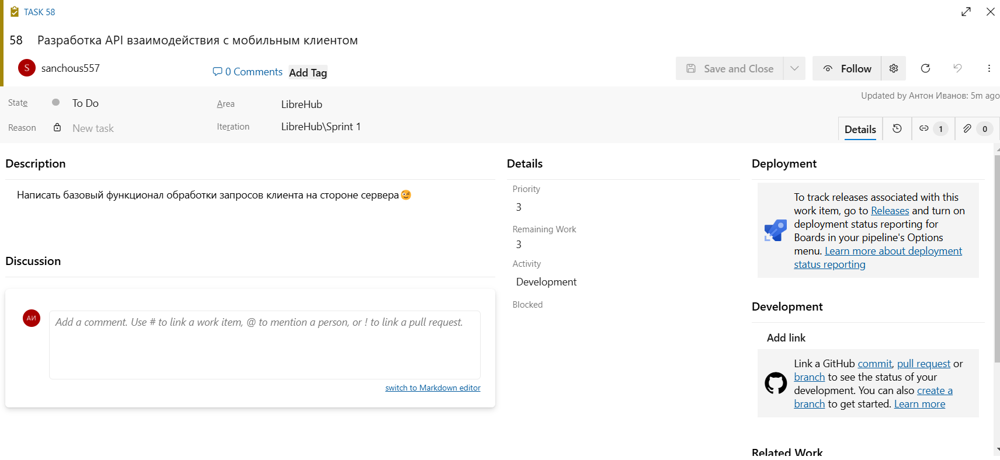 TASK 58
58 Разработка API взаимодействия с мобильным клиентом
S sanchous557
0 Comments
Add Tag
Save and Close
Follow
State To Do
Area LibreHub
Updated by Антон Иванов: 5m ago
Reason New task
Iteration LibreHub\Sprint 1
Details
1
0
Description
Написать базовый функционал обработки запросов клиента на стороне сервера😉
Discussion
АИ
Add a comment. Use # to link a work item, @ to mention a person, or ! to link a pull request.
switch to Markdown editor
Details
Priority
3
Remaining Work
3
Activity
Development
Blocked
Deployment
To track releases associated with this
work item, go to Releases and turn on
deployment status reporting for
Boards in your pipeline's Options
menu. Learn more about deployment
status reporting
Development
Add link
Link a GitHub commit, pull request or
branch to see the status of your
development. You can also create a
branch to get started. Learn more
Related Work